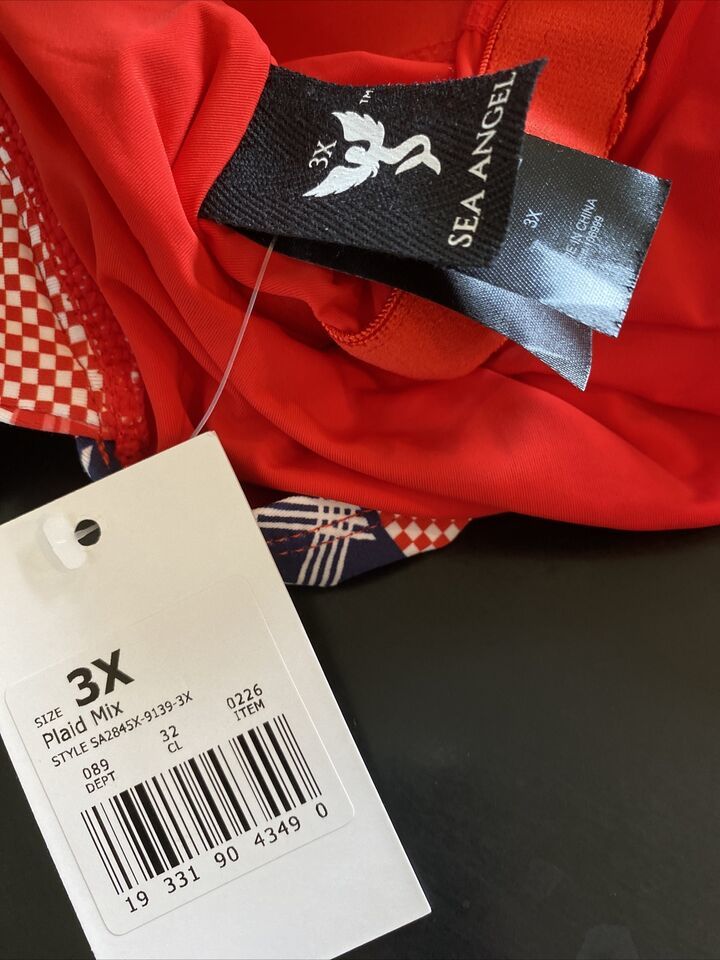 3X
TM
SEA ANGEL
3X
E IN CHINA
SIZE 3X
Plaid Mix
STYLE SA2845X-9139-3X
089 32 0226
DEPT CL ITEM
19 331 90 4349 0